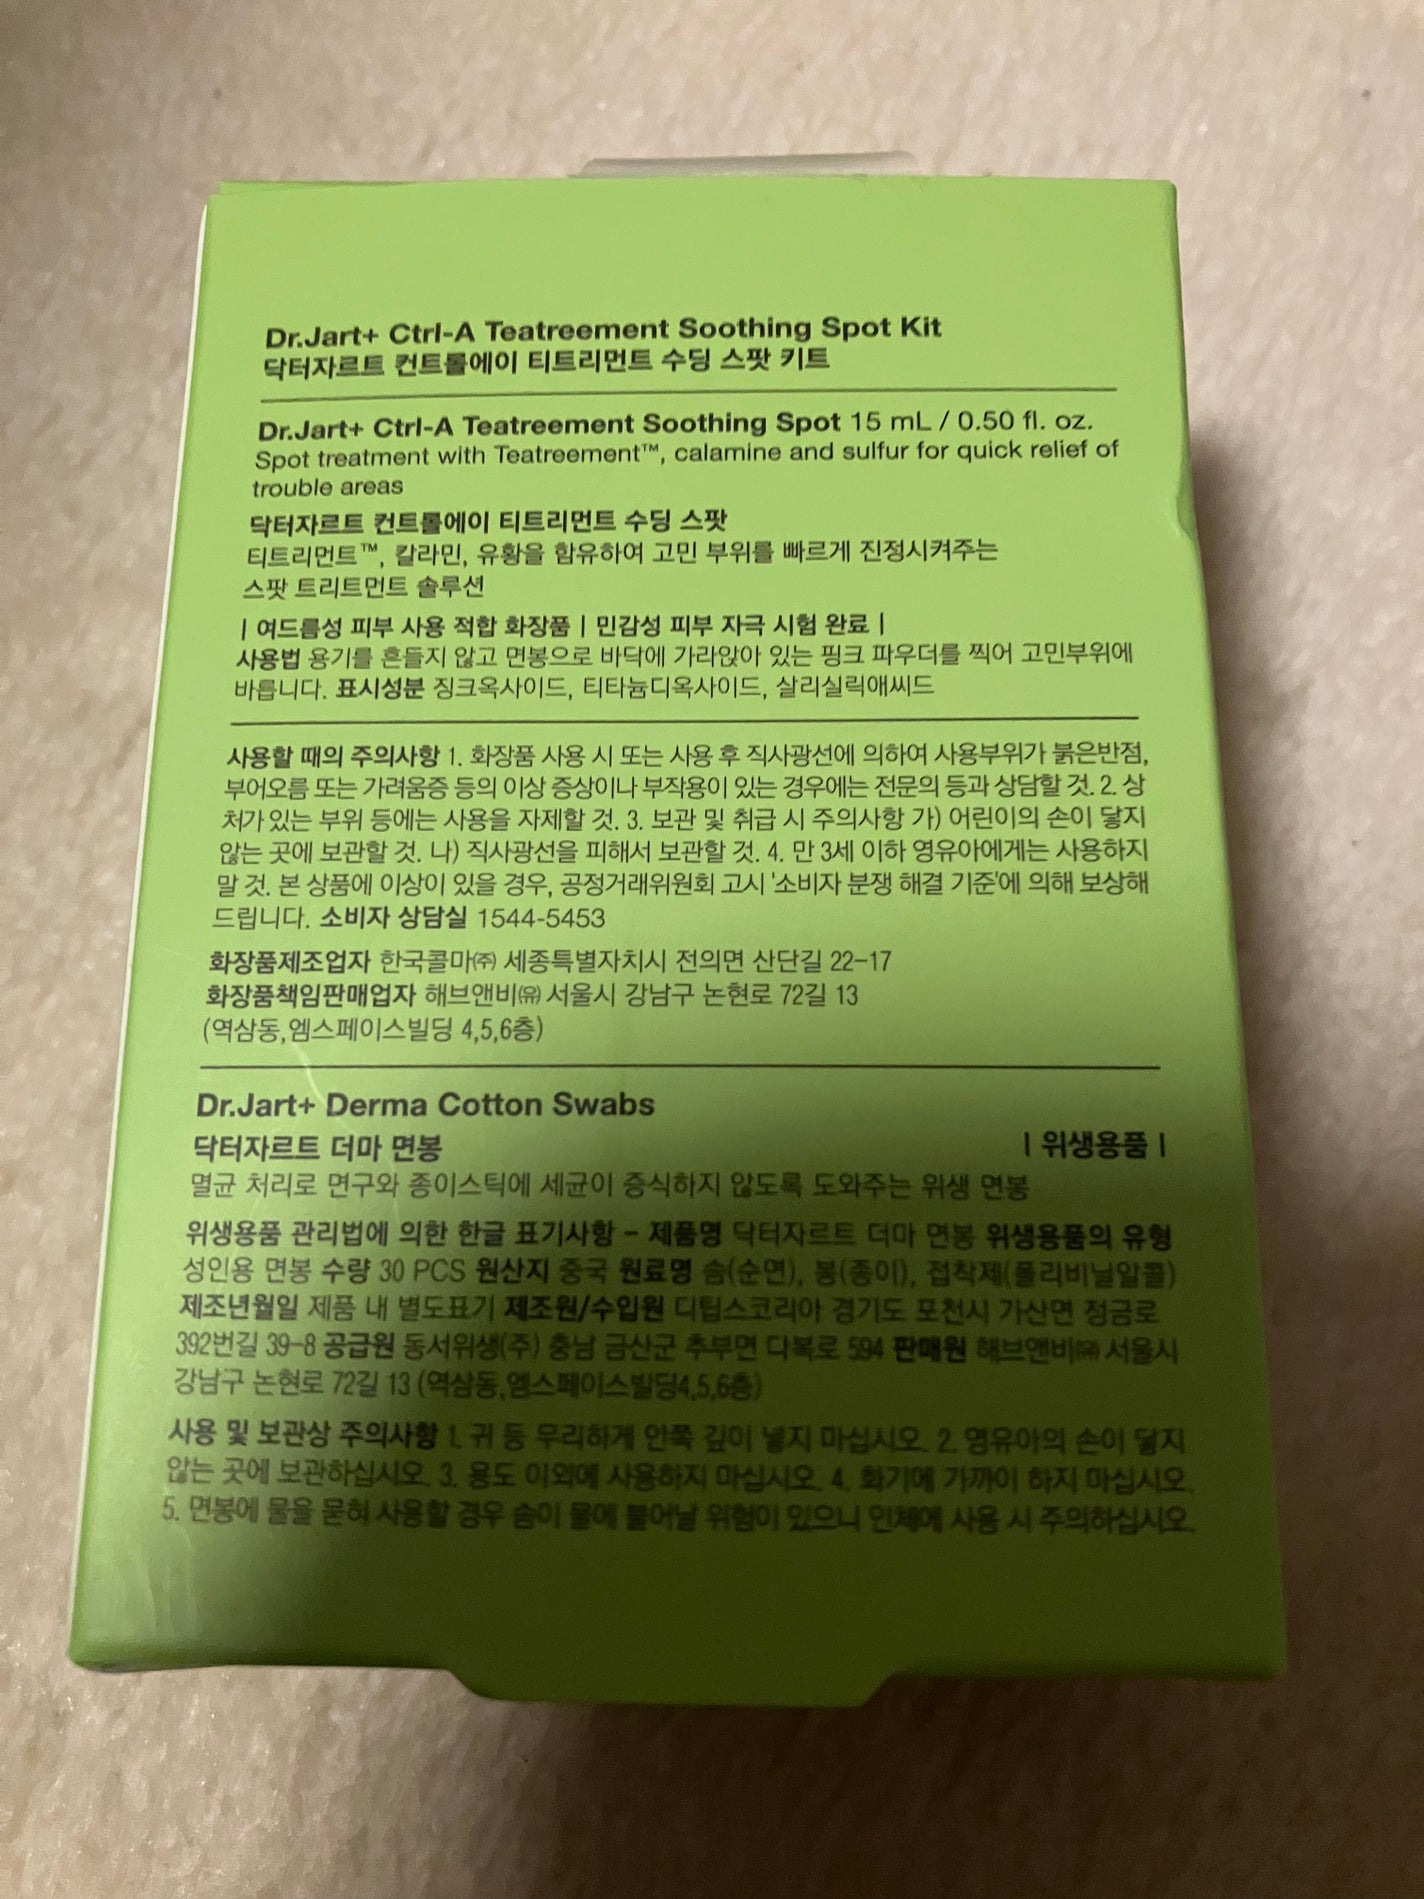 Dr.Jart+ Ctrl-A Teatreement Soothing Spot Kit
닥터자르트 컨트롤에이 티트리먼트 수딩 스팟 키트
Dr.Jart+ Ctrl-A Teatreement Soothing Spot 15 mL / 0.50 fl. oz.
Spot treatment with Teatreement™, calamine and sulfur for quick relief of
trouble areas
닥터자르트 컨트롤에이 티트리먼트 수딩 스팟
티트리먼트™, 칼라민, 유황을 함유하여 고민 부위를 빠르게 진정시켜주는
스팟 트리트먼트 솔루션
| 여드름성 피부 사용 적합 화장품 | 민감성 피부 자극 시험 완료 |
사용법 용기를 흔들지 않고 면봉으로 바닥에 가라앉아 있는 핑크 파우더를 찍어 고민부위에
바릅니다. 표시성분 징크옥사이드, 티타늄디옥사이드, 살리실릭애씨드
사용할 때의 주의사항 1. 화장품 사용 시 또는 사용 후 직사광선에 의하여 사용부위가 붉은반점,
부어오름 또는 가려움증 등의 이상 증상이나 부작용이 있는 경우에는 전문의 등과 상담할 것. 2. 상
처가 있는 부위 등에는 사용을 자제할 것. 3. 보관 및 취급 시 주의사항 가) 어린이의 손이 닿지
않는 곳에 보관할 것. 나) 직사광선을 피해서 보관할 것. 4. 만 3세 이하 영유아에게는 사용하지
말 것. 본 상품에 이상이 있을 경우, 공정거래위원회 고시 '소비자 분쟁 해결 기준'에 의해 보상해
드립니다. 소비자 상담실 1544-5453
화장품제조업자 한국콜마㈜ 세종특별자치시 전의면 산단길 22-17
화장품책임판매업자 해브앤비㈲ 서울시 강남구 논현로 72길 13
(역삼동,엠스페이스빌딩 4,5,6층)
Dr.Jart+ Derma Cotton Swabs
닥터자르트 더마 면봉 | 위생용품 |
멸균 처리로 면구와 종이스틱에 세균이 증식하지 않도록 도와주는 위생 면봉
위생용품 관리법에 의한 한글 표기사항 - 제품명 닥터자르트 더마 면봉 위생용품의 유형
성인용 면봉 수량 30 PCS 원산지 중국 원료명 솜(순면), 봉(종이), 접착제(폴리비닐알콜)
제조년월일 제품 내 별도표기 제조원/수입원 디팁스코리아 경기도 포천시 가산면 정금로
392번길 39-8 공급원 동서위생(주) 충남 금산군 추부면 다복로 594 판매원 해브앤비㈲ 서울시
강남구 논현로 72길 13 (역삼동,엠스페이스빌딩4,5,6층)
사용 및 보관상 주의사항 1. 귀 등 무리하게 안쪽 깊이 넣지 마십시오. 2. 영유아의 손이 닿지
않는 곳에 보관하십시오. 3. 용도 이외에 사용하지 마십시오. 4. 화기에 가까이 하지 마십시오.
5. 면봉에 물을 묻혀 사용할 경우 솜이 물에 불어날 위험이 있으니 인체에 사용 시 주의하십시오.